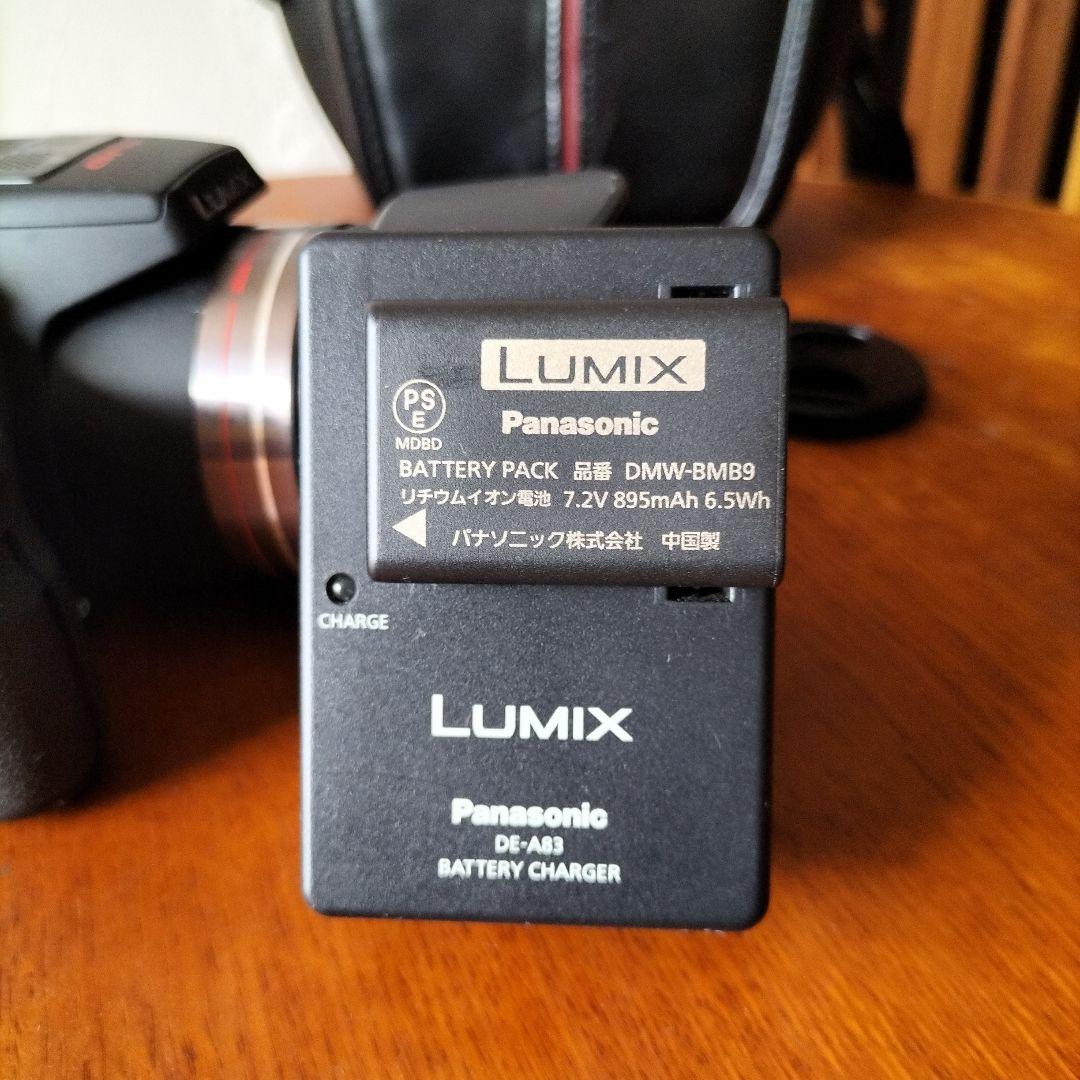 LUMIX
LUMIX
PS
E
MDBD
Panasonic
BATTERY PACK 品番 DMW-BMB9
リチウムイオン電池 7.2V 895mAh 6.5Wh
パナソニック株式会社 中国製
CHARGE
LUMIX
Panasonic
DE-A83
BATTERY CHARGER